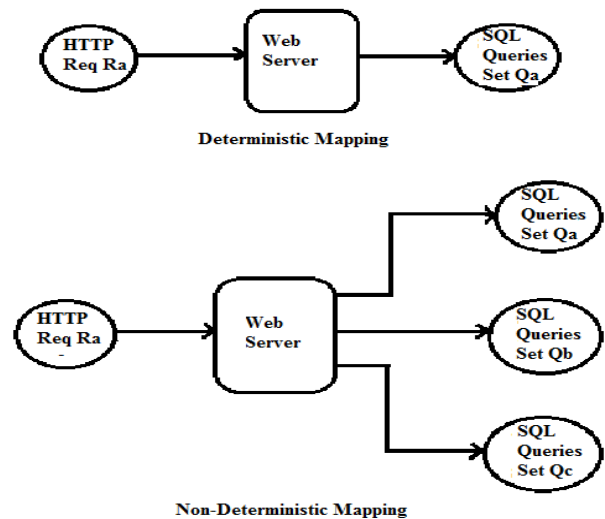 HTTP
Req Ra
Web
Server
SQL
Queries
Set Qa
Deterministic Mapping
SQL
Queries
Set Qa
HTTP
Req Ra
-
Web
Server
SQL
Queries
Set Qb
SQL
Queries
Set Qc
Non-Deterministic Mapping